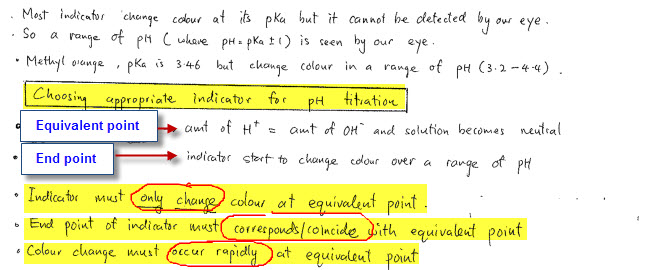 . Most indicator change colour at its pKa but it cannot be detected by our eye.
. So a range of pH (where pH = pKa ± 1) is seen by our eye.
• Methyl orange, pKa is 3.46 but change colour in a range of pH (3.2 – 4.4).
Choosing appropriate indicator for pH titration
• Equivalent point → amt of H⁺ = amt of OH⁻ and solution becomes neutral
• End point → indicator start to change colour over a range of pH
• Indicator must only change colour at equivalent point.
• End point of indicator must corresponds/coincide with equivalent point
• Colour change must occur rapidly at equivalent point